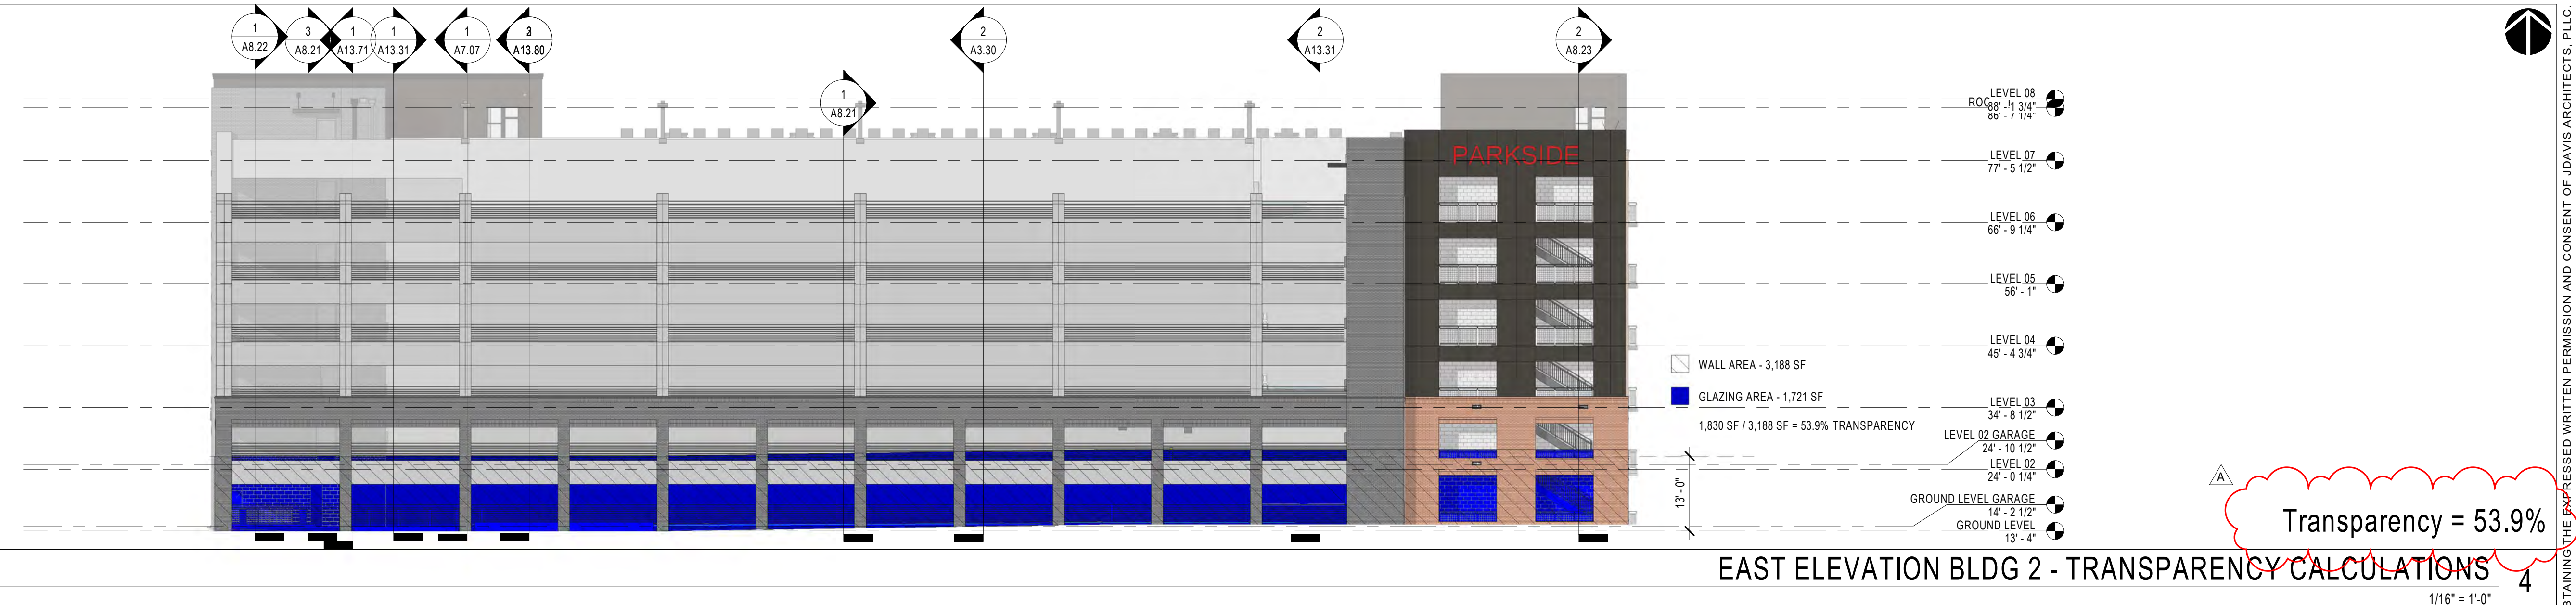 1
A8.22
3
A8.21
1
A13.71
1
A13.31
1
A7.07
A13.80
2
A3.30
2
A13.31
2
A8.23
1
A8.21
PARKSIDE
LEVEL 08
88' - 1 3/4"
86' - 7 1/4"
LEVEL 07
77' - 5 1/2"
LEVEL 06
66' - 9 1/4"
LEVEL 05
56' - 1"
LEVEL 04
45' - 4 3/4"
WALL AREA - 3,188 SF
GLAZING AREA - 1,721 SF
1,830 SF / 3,188 SF = 53.9% TRANSPARENCY
LEVEL 03
34' - 8 1/2"
LEVEL 02 GARAGE
24' - 10 1/2"
LEVEL 02
24' - 0 1/4"
GROUND LEVEL GARAGE
14' - 2 1/2"
GROUND LEVEL
13' - 4"
13' - 0"
A
Transparency = 53.9%
EAST ELEVATION BLDG 2 - TRANSPARENCY CALCULATIONS
4
1/16" = 1'-0"
THE EXPRESSED WRITTEN PERMISSION AND CONSENT OF JDAVIS ARCHITECTS, PLLC.